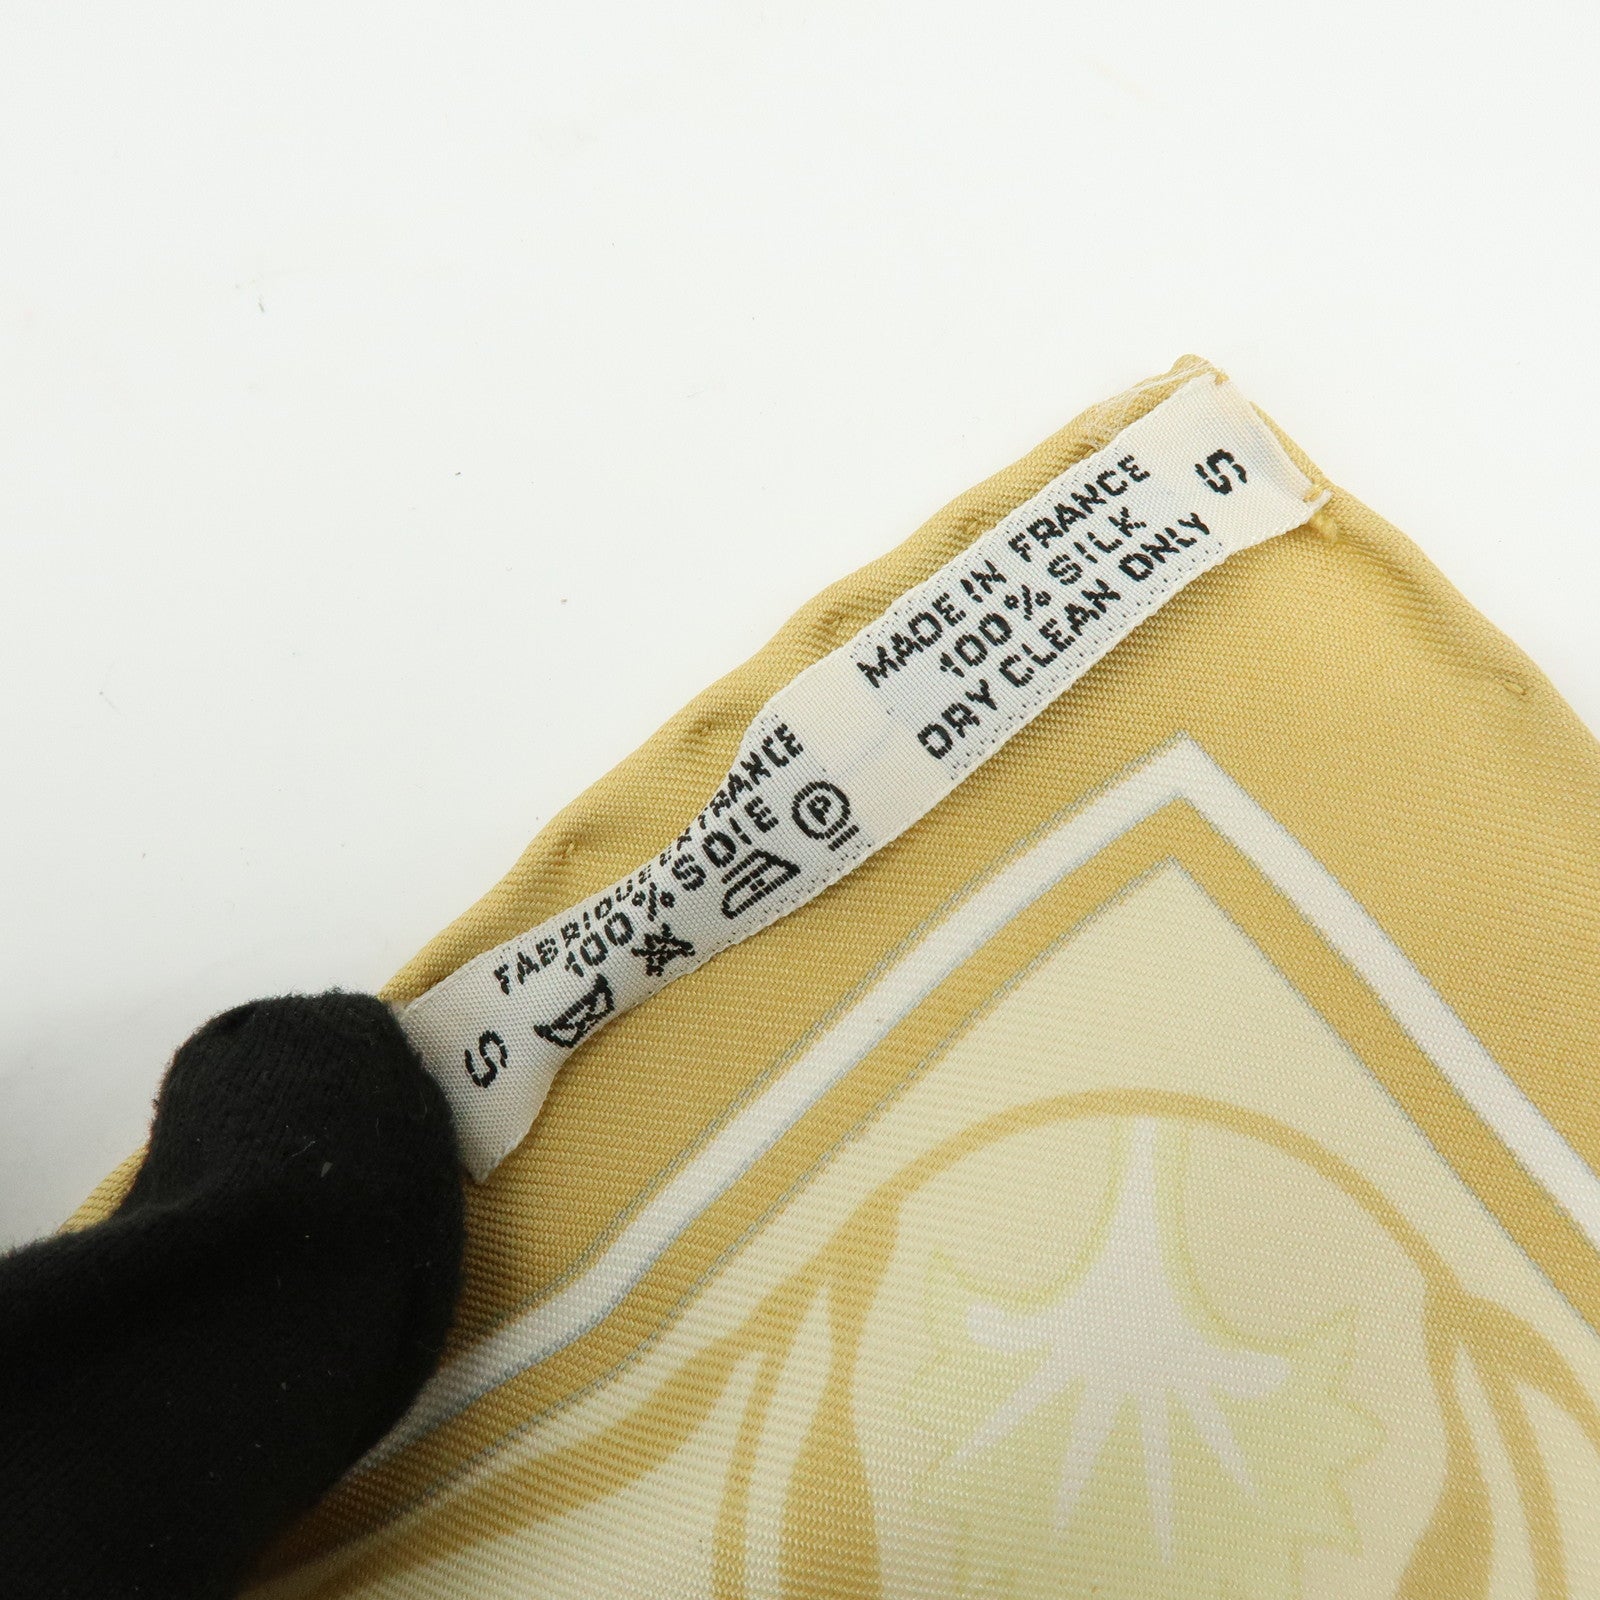 MADE IN FRANCE
100% SILK
DRY CLEAN ONLY
S
FABRIQUE EN FRANCE
100% SOIE
P
S